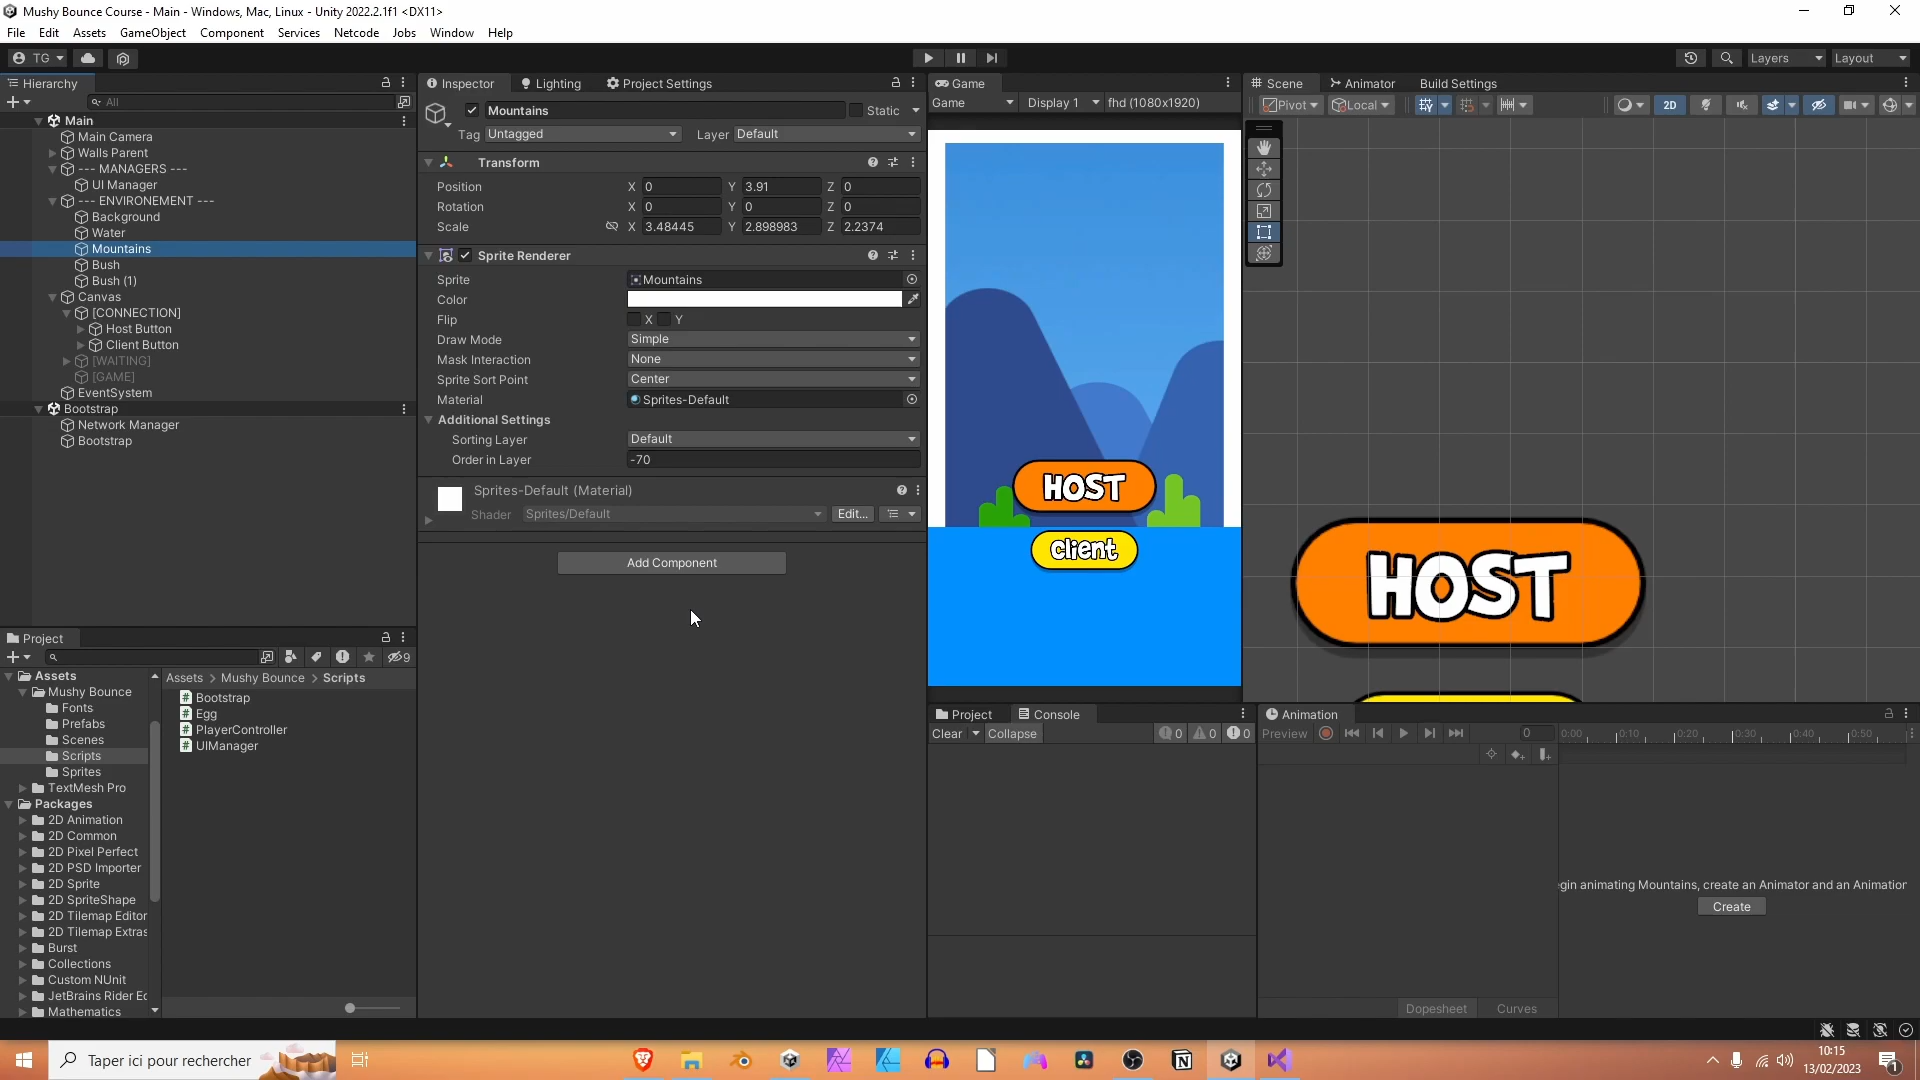 Mushy Bounce Course - Main - Windows, Mac, Linux - Unity 2022.2.1f1 <DX11>
File Edit Assets GameObject Component Services Netcode Jobs Window Help
TG Layers Layout
Hierarchy
All
Main
Main Camera
Walls Parent
--- MANAGERS ---
UI Manager
--- ENVIRONEMENT ---
Background
Water
Mountains
Bush
Bush (1)
Canvas
[CONNECTION]
Host Button
Client Button
[WAITING]
[GAME]
EventSystem
Bootstrap
Network Manager
Bootstrap
Inspector Lighting Project Settings
Mountains Static
Tag Untagged Layer Default
Transform
Position X 0 Y 3.91 Z 0
Rotation X 0 Y 0 Z 0
Scale X 3.48445 Y 2.898983 Z 2.2374
Sprite Renderer
Sprite Mountains
Color
Flip X Y
Draw Mode Simple
Mask Interaction None
Sprite Sort Point Center
Material Sprites-Default
Additional Settings
Sorting Layer Default
Order in Layer -70
Sprites-Default (Material)
Shader Sprites/Default Edit...
Add Component
Game
Game Display 1 fhd (1080x1920)
HOST
Client
Scene Animator Build Settings
Pivot Local 2D
HOST
Project
9
Assets
Mushy Bounce
Fonts
Prefabs
Scenes
Scripts
Sprites
TextMesh Pro
Packages
2D Animation
2D Common
2D Pixel Perfect
2D PSD Importer
2D Sprite
2D SpriteShape
2D Tilemap Editor
2D Tilemap Extras
Burst
Collections
Custom NUnit
JetBrains Rider Ec
Mathematics
Assets > Mushy Bounce > Scripts
Bootstrap
Egg
PlayerController
UIManager
Project Console
Clear Collapse 0 0 0
Animation
Preview 0 0:00 0:10 0:20 0:30 0:40 0:50
gin animating Mountains, create an Animator and an Animation
Create
Dopesheet Curves
Taper ici pour rechercher
10:15
13/02/2023
1